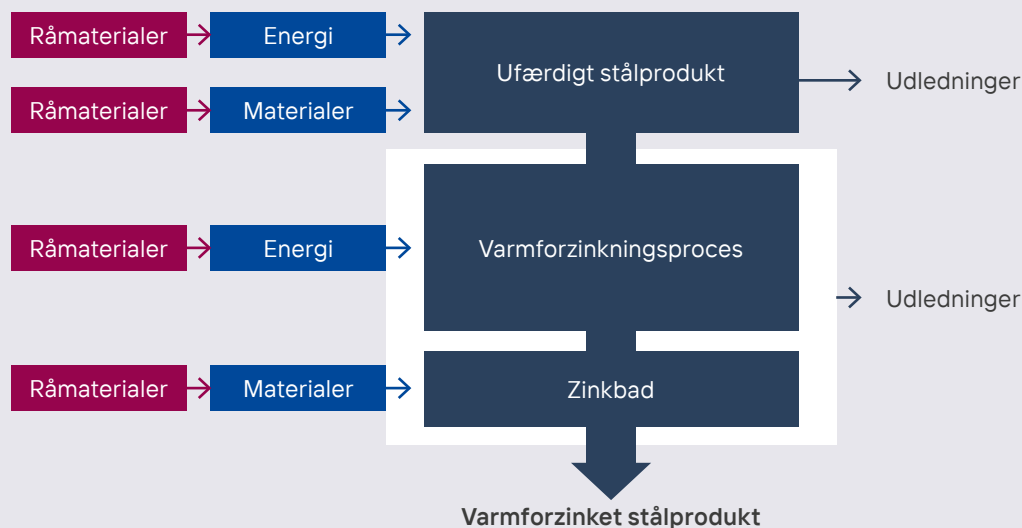 Råmaterialer
Energi
Ufærdigt stålprodukt
Udledninger
Råmaterialer
Materialer
Råmaterialer
Energi
Varmforzinkningsproces
Udledninger
Råmaterialer
Materialer
Zinkbad
Varmforzinket stålprodukt